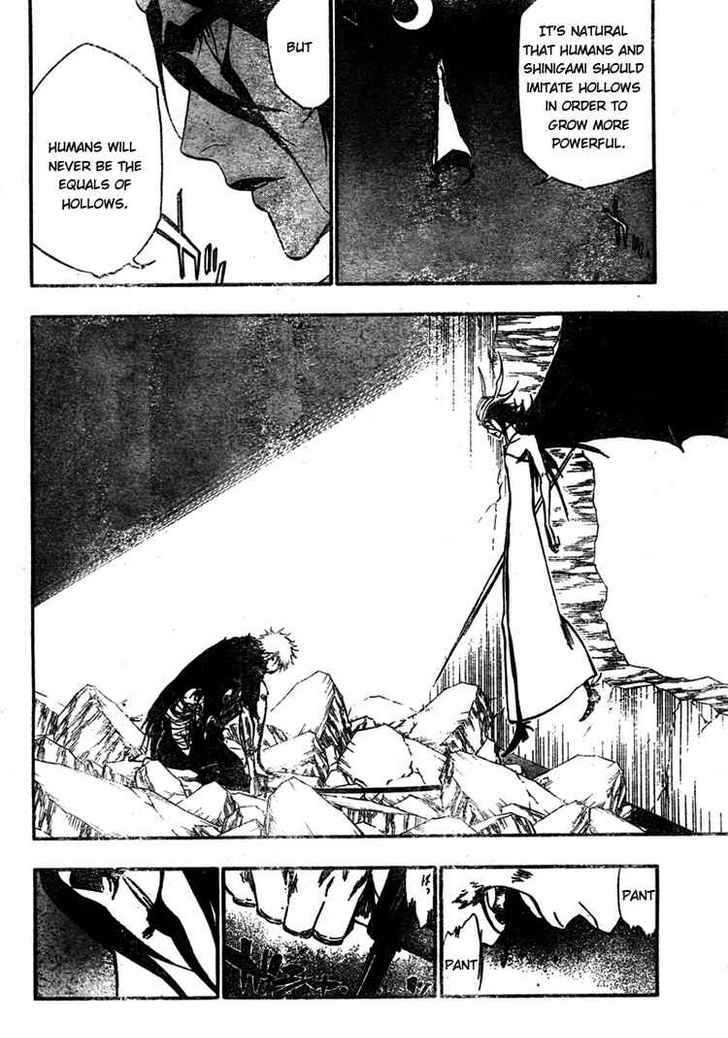 IT'S NATURAL
THAT HUMANS AND
SHINIGAMI SHOULD
IMITATE HOLLOWS
IN ORDER TO
GROW MORE
POWERFUL.
BUT
HUMANS WILL
NEVER BE THE
EQUALS OF
HOLLOWS.
PANT
PANT